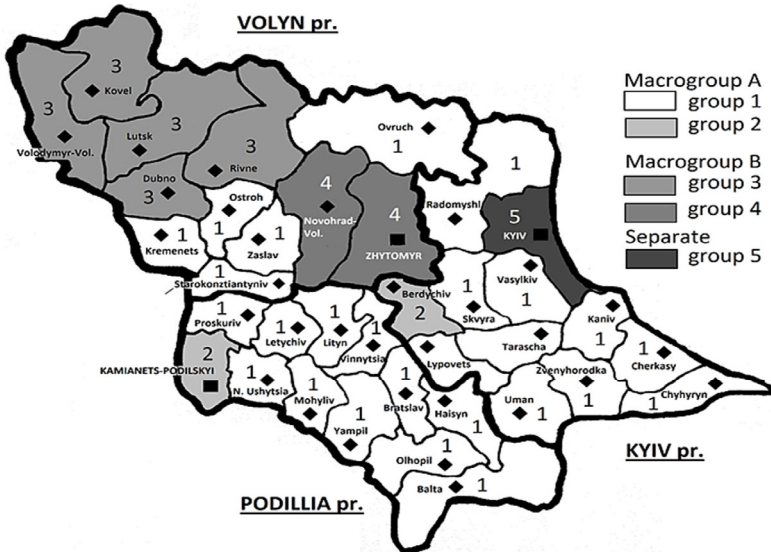 VOLYN pr.
Macrogroup A
group 1
group 2
Macrogroup B
group 3
group 4
Separate
group 5
3
Kovel
3
Volodymyr-Vol.
3
Lutsk
3
Rivne
Dubno
3
Ovruch
1
1
4
Novohrad-
Vol.
4
ZHYTOMYR
Radomyshl
1
5
KYIV
Ostroh
1
Kremenets
1
1
Zaslav
1
Starokonztiantyniv
Berdychiv
2
1
Skvyra
Vasylkiv
1
Kaniv
1
1
Proskuriv
1
Letychiv
1
Lityn
1
Vinnytsia
Lypovets
1
Tarascha
1
Cherkasy
2
KAMIANETS-PODILSKYI
1
N. Ushytsia
1
Mohyliv
1
Yampil
1
Bratslav
Haisyn
1
Zvenyhorodka
1
Uman
1
1
Chyhyryn
Olhopil
1
Balta
1
KYIV pr.
PODILLIA pr.